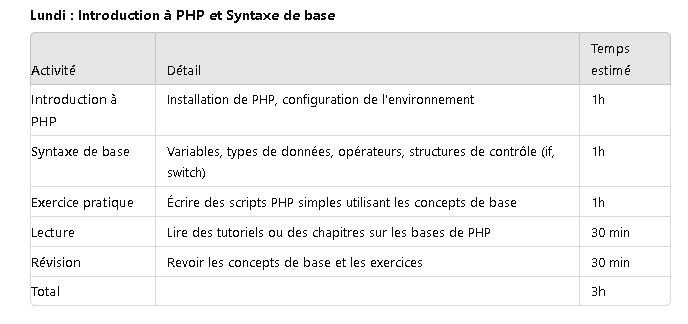 Lundi : Introduction à PHP et Syntaxe de base
Temps
Activité Détail estimé
Introduction à Installation de PHP, configuration de l'environnement 1h
PHP
Syntaxe de base Variables, types de données, opérateurs, structures de contrôle (if, 1h
switch)
Exercice pratique Écrire des scripts PHP simples utilisant les concepts de base 1h
Lecture Lire des tutoriels ou des chapitres sur les bases de PHP 30 min
Révision Revoir les concepts de base et les exercices 30 min
Total 3h